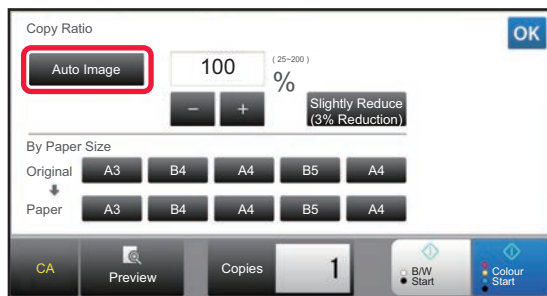 Copy Ratio
OK
Auto Image
100
(25~200)
%
−
+
Slightly Reduce
(3% Reduction)
By Paper Size
Original A3 B4 A4 B5 A4
Paper A3 B4 A4 B5 A4
CA
Preview
Copies
1
B/W
Start
Colour
Start